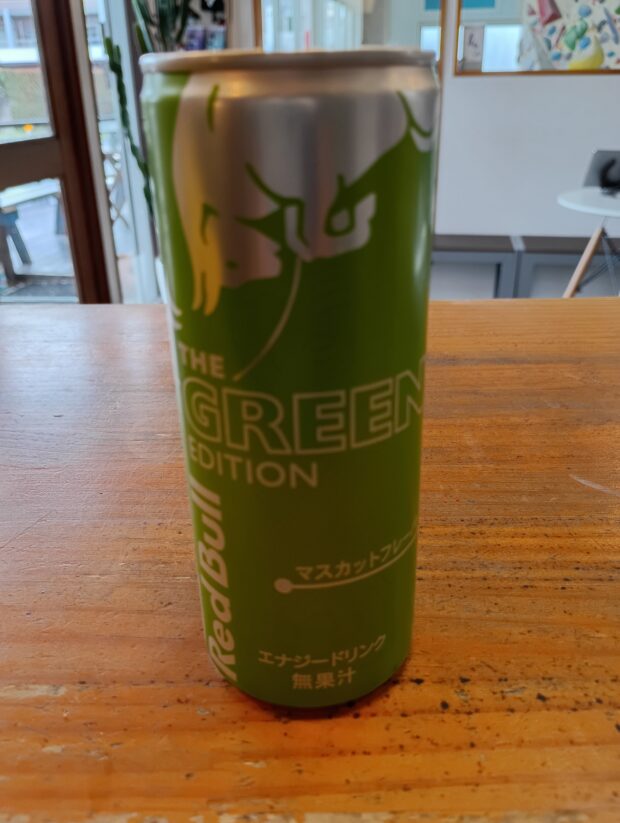 THE
GREEN
EDITION
Red Bull
マスカットフレー
エナジードリンク
無果汁